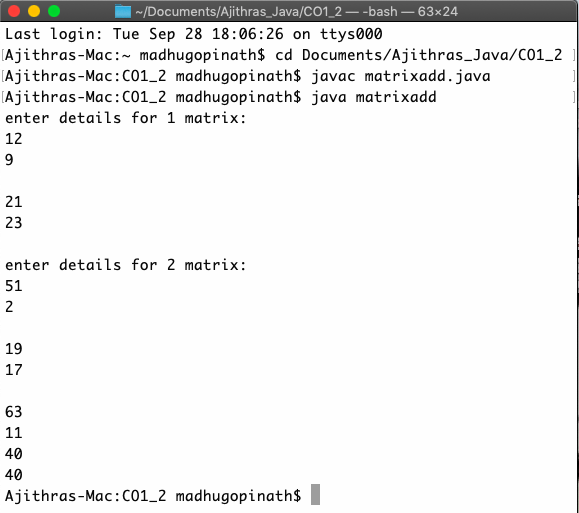 ~/Documents/Ajithras_Java/CO1_2 — -bash — 63×24
Last login: Tue Sep 28 18:06:26 on ttys000
[Ajithras-Mac:~ madhugopinath$ cd Documents/Ajithras_Java/CO1_2 ]
[Ajithras-Mac:CO1_2 madhugopinath$ javac matrixadd.java ]
[Ajithras-Mac:CO1_2 madhugopinath$ java matrixadd ]
enter details for 1 matrix:
12
9
21
23
enter details for 2 matrix:
51
2
19
17
63
11
40
40
Ajithras-Mac:CO1_2 madhugopinath$